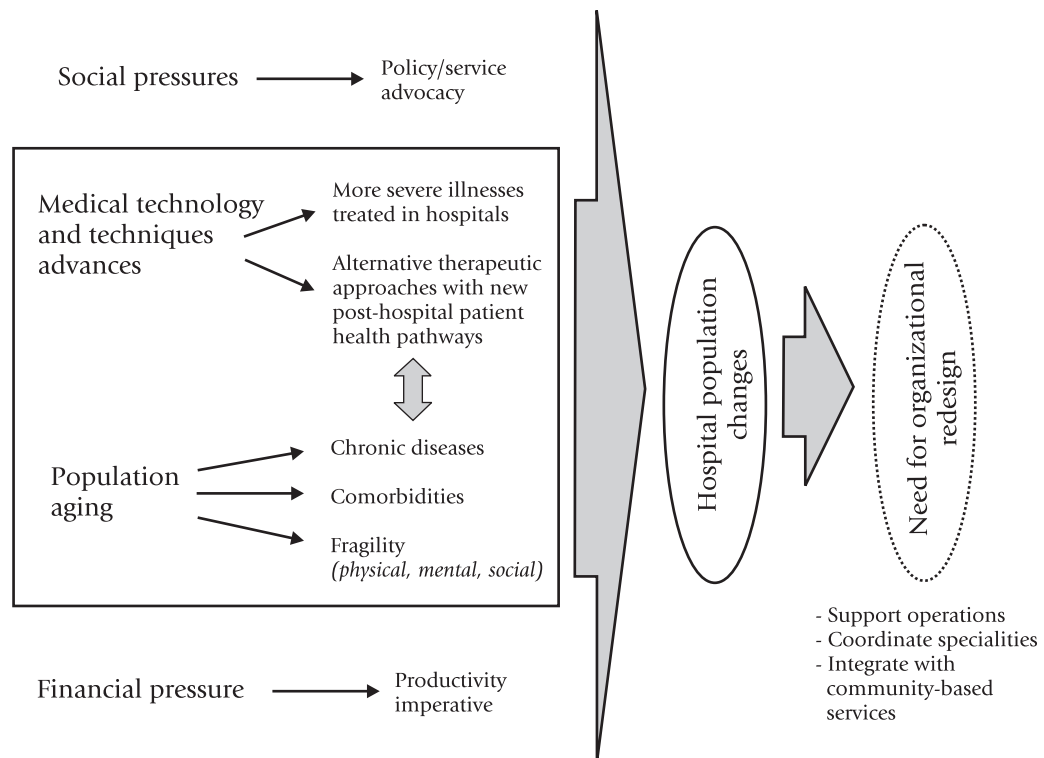 Social pressures
Policy/service
advocacy
Medical technology
and techniques
advances
More severe illnesses
treated in hospitals
Alternative therapeutic
approaches with new
post-hospital patient
health pathways
Population
aging
Chronic diseases
Comorbidities
Fragility
(physical, mental, social)
Financial pressure
Productivity
imperative
Hospital population
changes
Need for organizational
redesign
- Support operations
- Coordinate specialities
- Integrate with
community-based
services